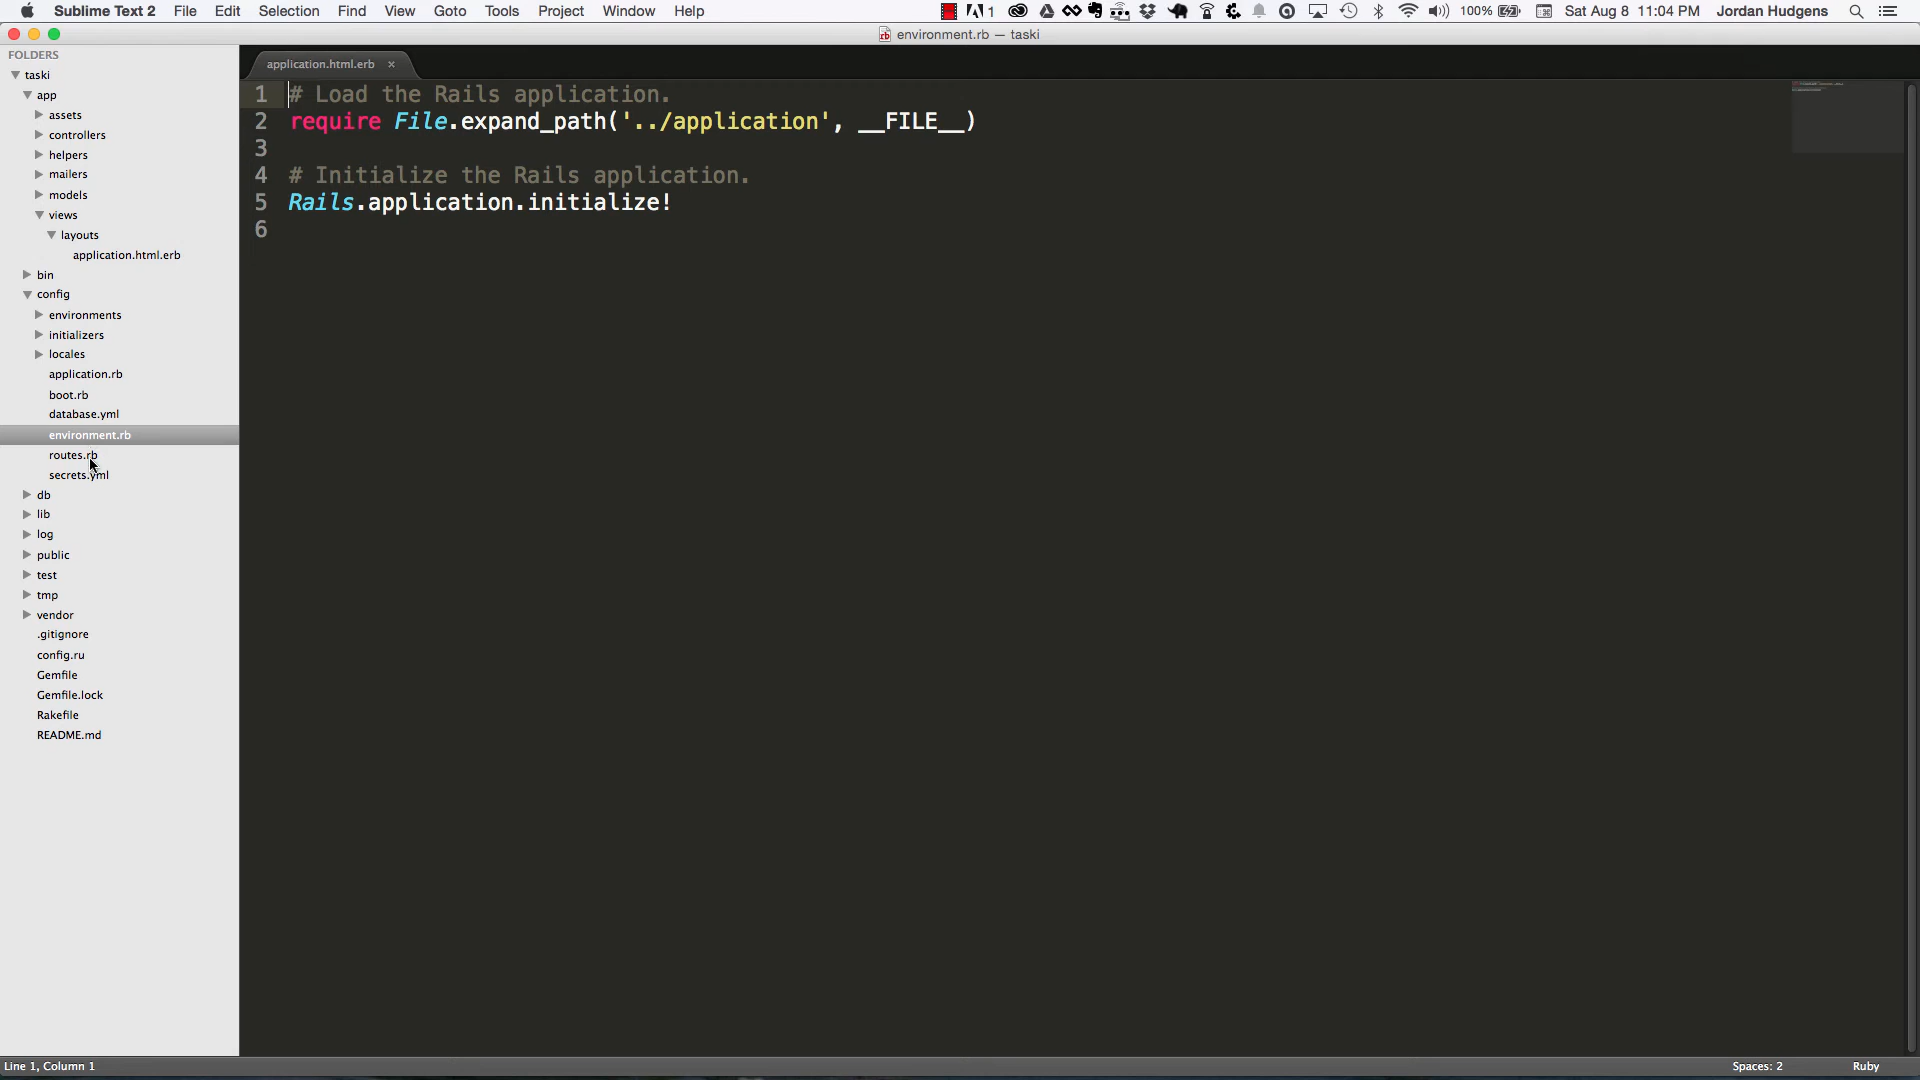 Sublime Text 2 File Edit Selection Find View Goto Tools Project Window Help 1 100% Sat Aug 8 11:04 PM Jordan Hudgens
environment.rb — taski
FOLDERS
taski
app
assets
controllers
helpers
mailers
models
views
layouts
application.html.erb
bin
config
environments
initializers
locales
application.rb
boot.rb
database.yml
environment.rb
routes.rb
secrets.yml
db
lib
log
public
test
tmp
vendor
.gitignore
config.ru
Gemfile
Gemfile.lock
Rakefile
README.md
application.html.erb ×
1 # Load the Rails application.
2 require File.expand_path('../application', __FILE__)
3
4 # Initialize the Rails application.
5 Rails.application.initialize!
6
Line 1, Column 1 Spaces: 2 Ruby